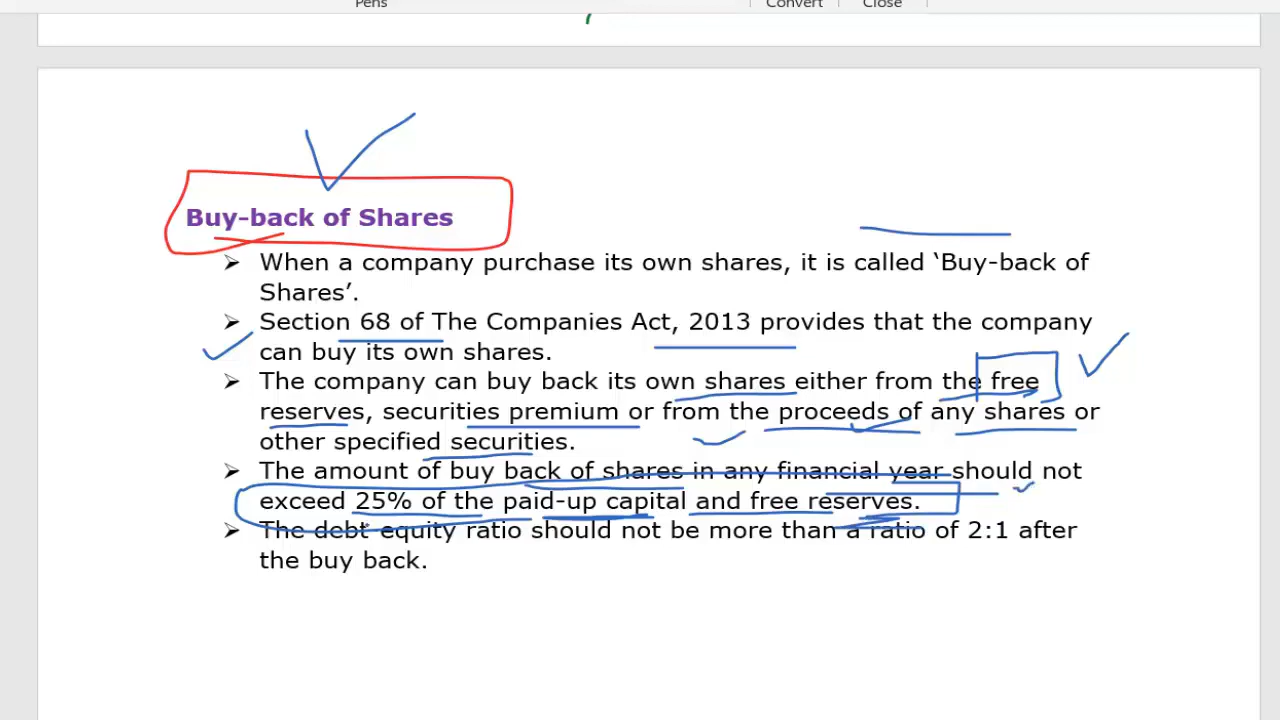 Pens
Convert
Close
Buy-back of Shares
➢ When a company purchase its own shares, it is called ‘Buy-back of
Shares’.
➢ Section 68 of The Companies Act, 2013 provides that the company
can buy its own shares.
➢ The company can buy back its own shares either from the free
reserves, securities premium or from the proceeds of any shares or
other specified securities.
➢ The amount of buy back of shares in any financial year should not
exceed 25% of the paid-up capital and free reserves.
➢ The debt equity ratio should not be more than a ratio of 2:1 after
the buy back.